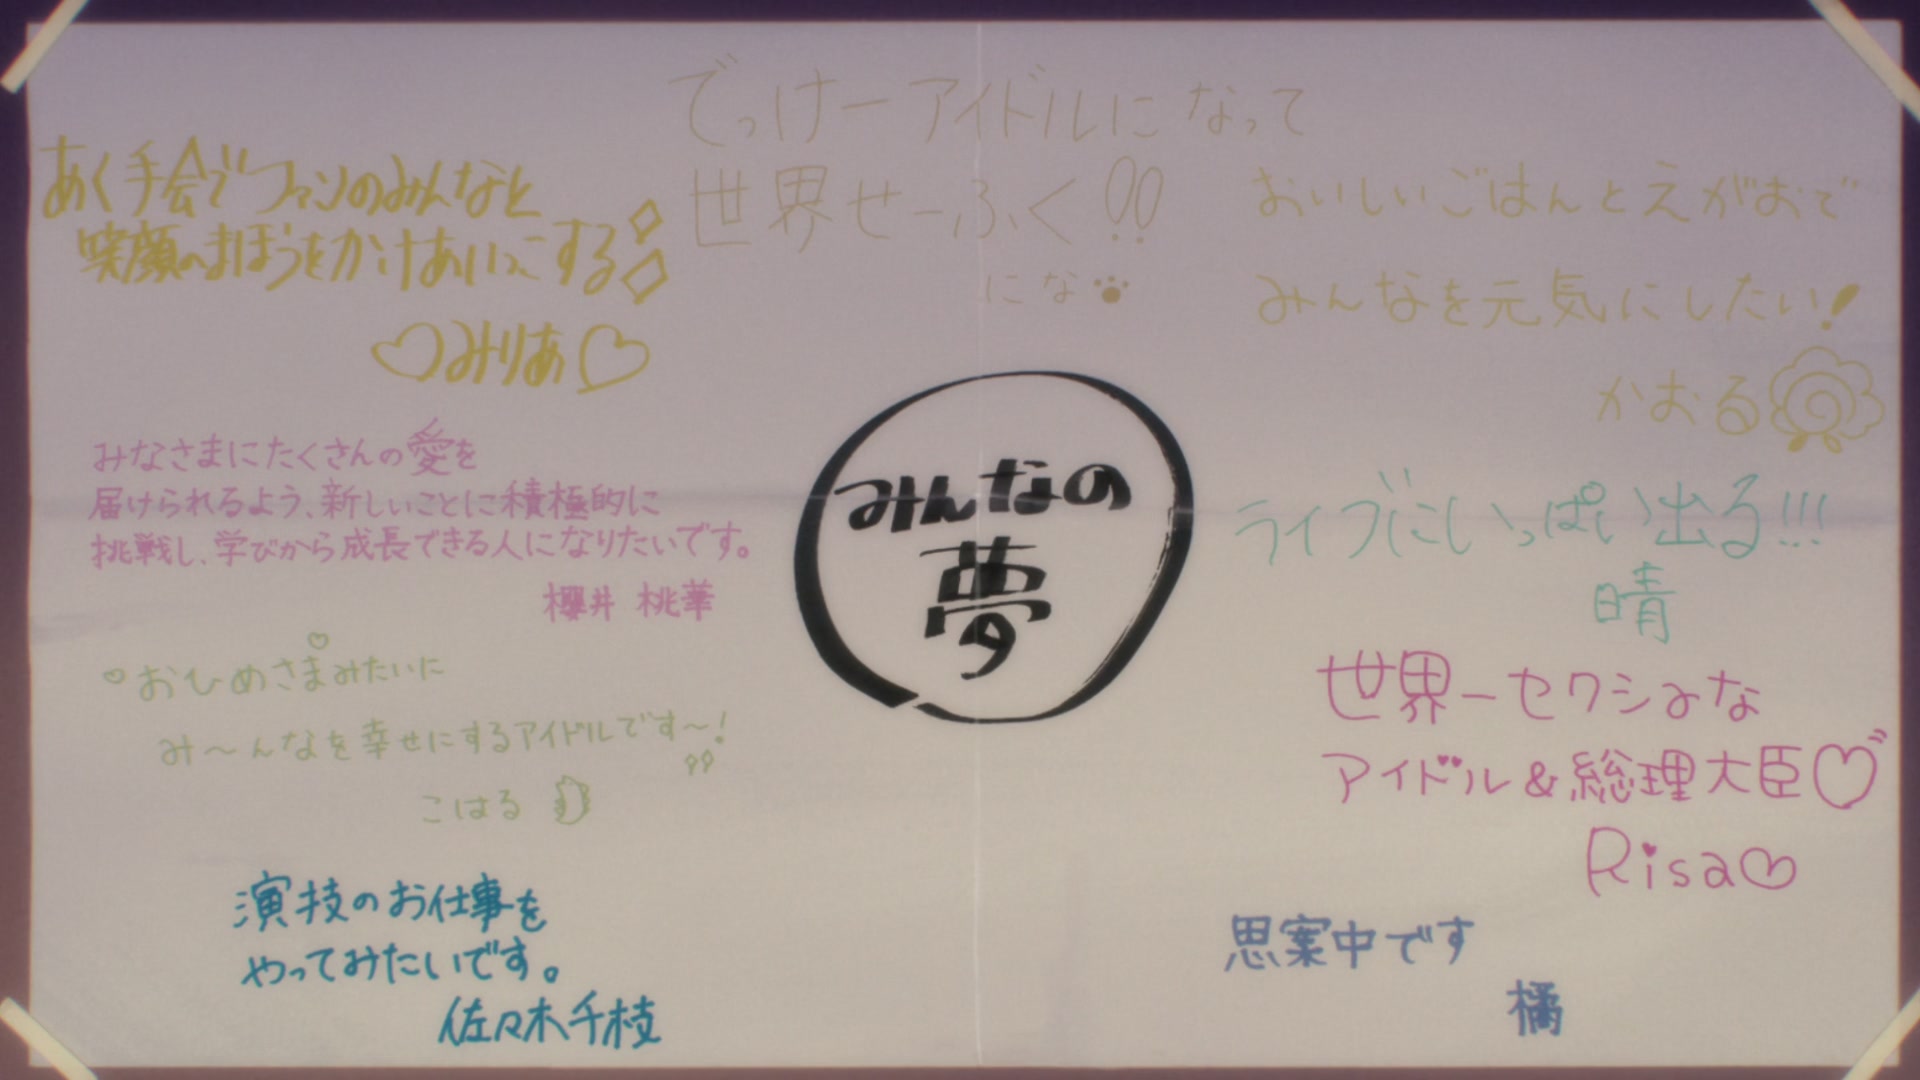 でっけーアイドルになって
世界せーふく!!
にな
あく手会でファンのみんなと
笑顔のまほうをかけあいっこする
みりあ
おいしいごはんとえがおで
みんなを元気にしたい!
かおる
みんなの
夢
みなさまにたくさんの愛を
届けられるよう、新しいことに積極的に
挑戦し、学びから成長できる人になりたいです。
櫻井 桃華
ライブにいっぱい出る!!!
晴
おひめさまみたいに
み〜んなを幸せにするアイドルです〜!
こはる
世界一セクシみな
アイドル&総理大臣
Risa
演技のお仕事を
やってみたいです。
佐々木千枝
思案中です
橘